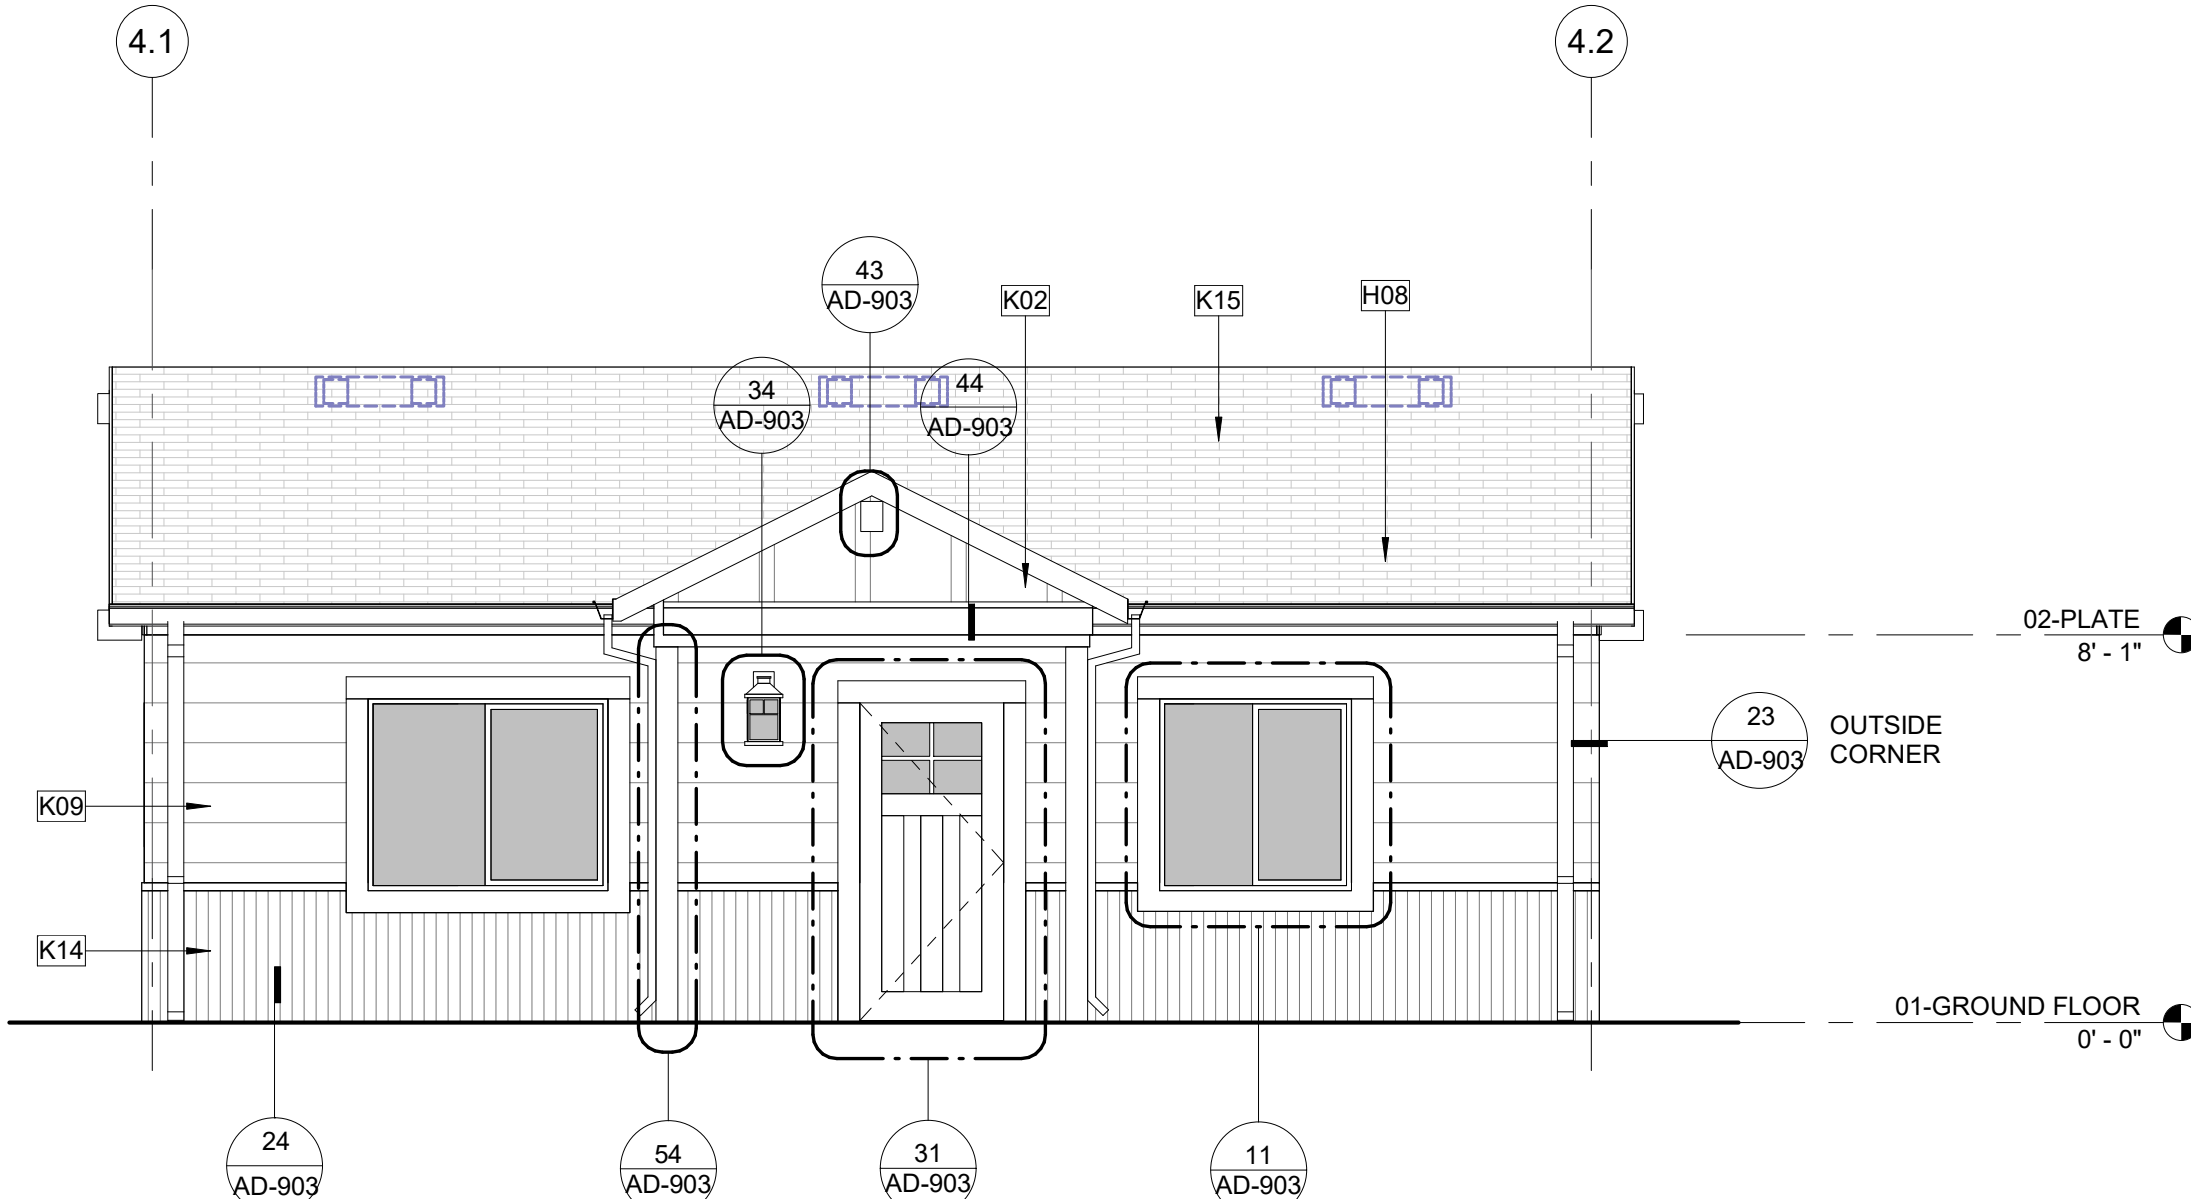 4.1
4.2
43
AD-903
K02
K15
H08
34
AD-903
44
AD-903
02-PLATE
8' - 1"
23
AD-903
OUTSIDE
CORNER
K09
K14
01-GROUND FLOOR
0' - 0"
24
AD-903
54
AD-903
31
AD-903
11
AD-903